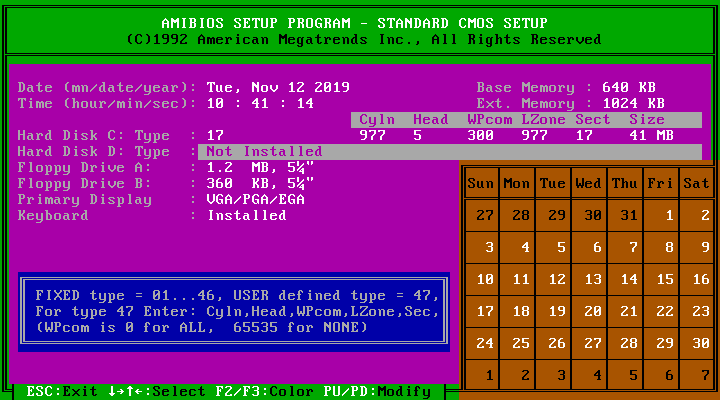 AMIBIOS SETUP PROGRAM - STANDARD CMOS SETUP
(C)1992 American Megatrends Inc., All Rights Reserved
Date (mn/date/year): Tue, Nov 12 2019 Base Memory : 640 KB
Time (hour/min/sec): 10 : 41 : 14 Ext. Memory : 1024 KB
Cyln Head WPcom LZone Sect Size
Hard Disk C: Type : 17 977 5 300 977 17 41 MB
Hard Disk D: Type : Not Installed
Floppy Drive A: : 1.2 MB, 5¼"
Floppy Drive B: : 360 KB, 5¼"
Primary Display : VGA/PGA/EGA
Keyboard : Installed
Sun Mon Tue Wed Thu Fri Sat
27 28 29 30 31 1 2
3 4 5 6 7 8 9
10 11 12 13 14 15 16
17 18 19 20 21 22 23
24 25 26 27 28 29 30
1 2 3 4 5 6 7
FIXED type = 01...46, USER defined type = 47,
For type 47 Enter: Cyln,Head,WPcom,LZone,Sec,
(WPcom is 0 for ALL, 65535 for NONE)
ESC:Exit ↓→↑←:Select F2/F3:Color PU/PD:Modify